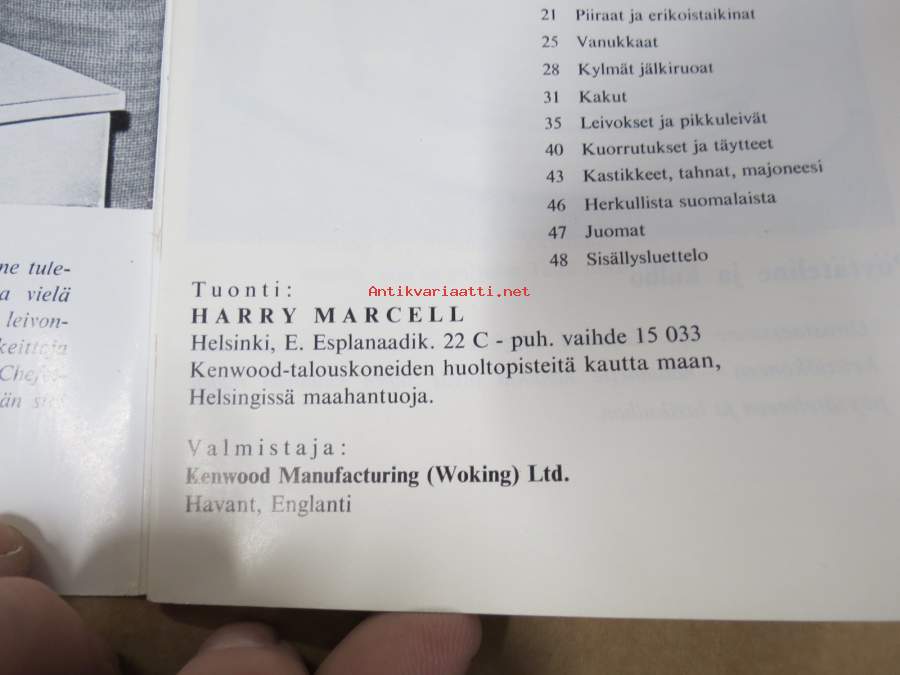 21 Piiraat ja erikoistaikinat
25 Vanukkaat
28 Kylmät jälkiruoat
31 Kakut
35 Leivokset ja pikkuleivät
40 Kuorrutukset ja täytteet
43 Kastikkeet, tahnat, majoneesi
46 Herkullista suomalaista
47 Juomat
48 Sisällysluettelo
ne tule-
a vielä
leivon-
keittoja
Tuonti:
Antikvariaatti.net
HARRY MARCELL
Helsinki, E. Esplanaadik. 22 C - puh. vaihde 15 033
Kenwood-talouskoneiden huoltopisteitä kautta maan,
Helsingissä maahantuoja.
Valmistaja:
Kenwood Manufacturing (Woking) Ltd.
Havant, Englanti